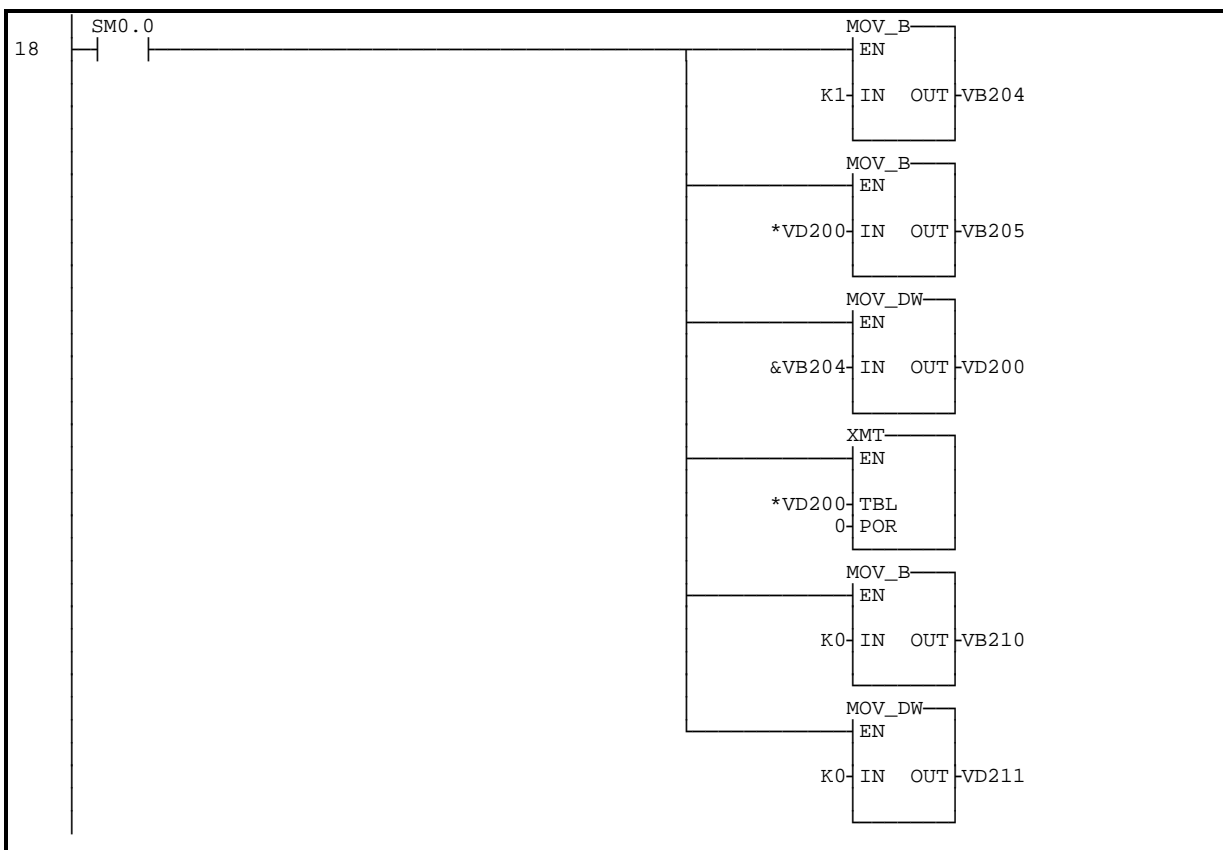 SM0.0
MOV_B
18
EN
K1 IN OUT VB204
MOV_B
EN
*VD200 IN OUT VB205
MOV_DW
EN
&VB204 IN OUT VD200
XMT
EN
*VD200 TBL
0 POR
MOV_B
EN
K0 IN OUT VB210
MOV_DW
EN
K0 IN OUT VD211